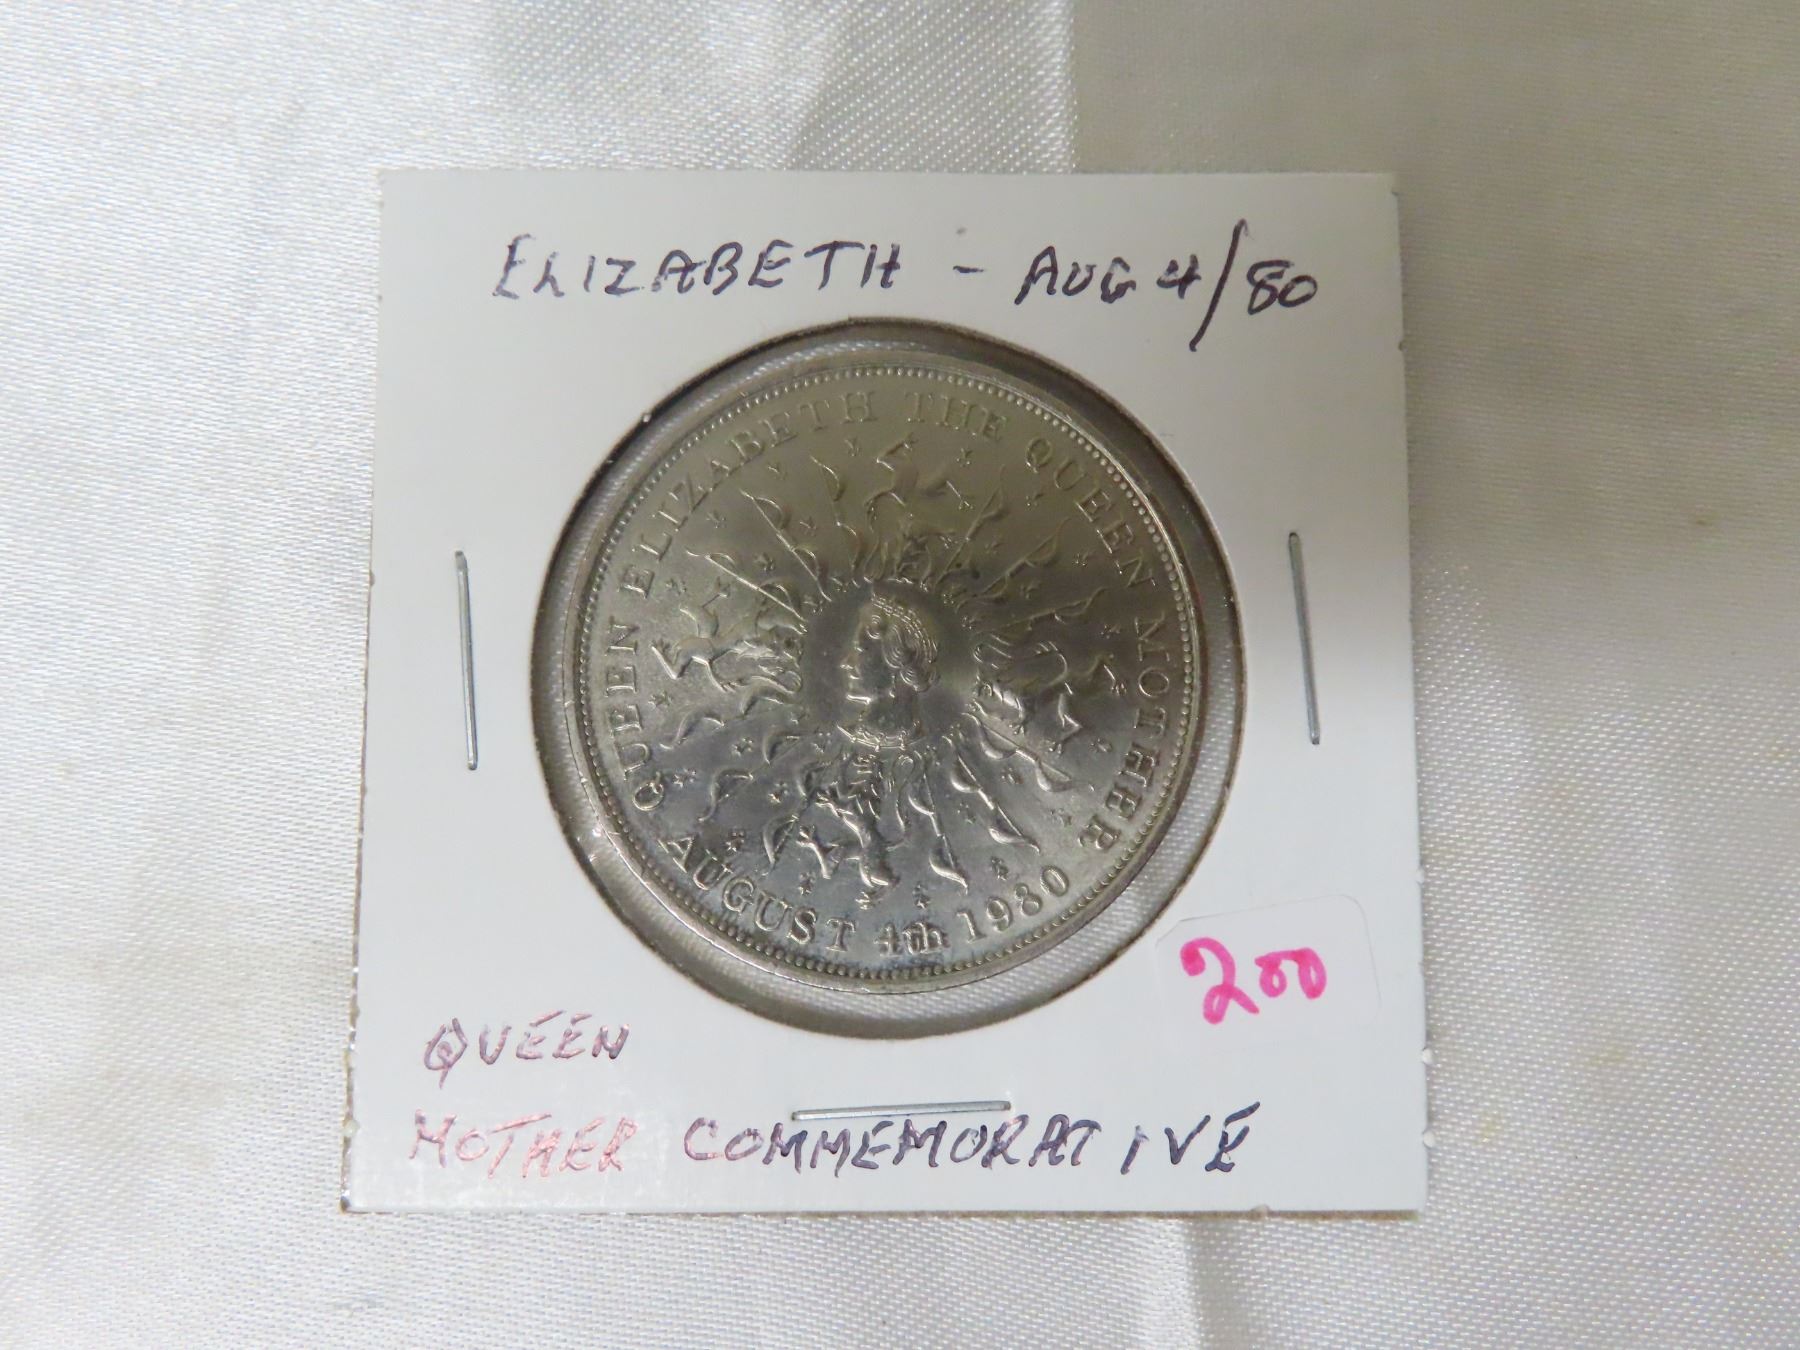 ELIZABETH - AUG 4/80
QUEEN ELIZABETH THE QUEEN MOTHER
AUGUST 4th 1980
200
QUEEN
MOTHER COMMEMORATIVE